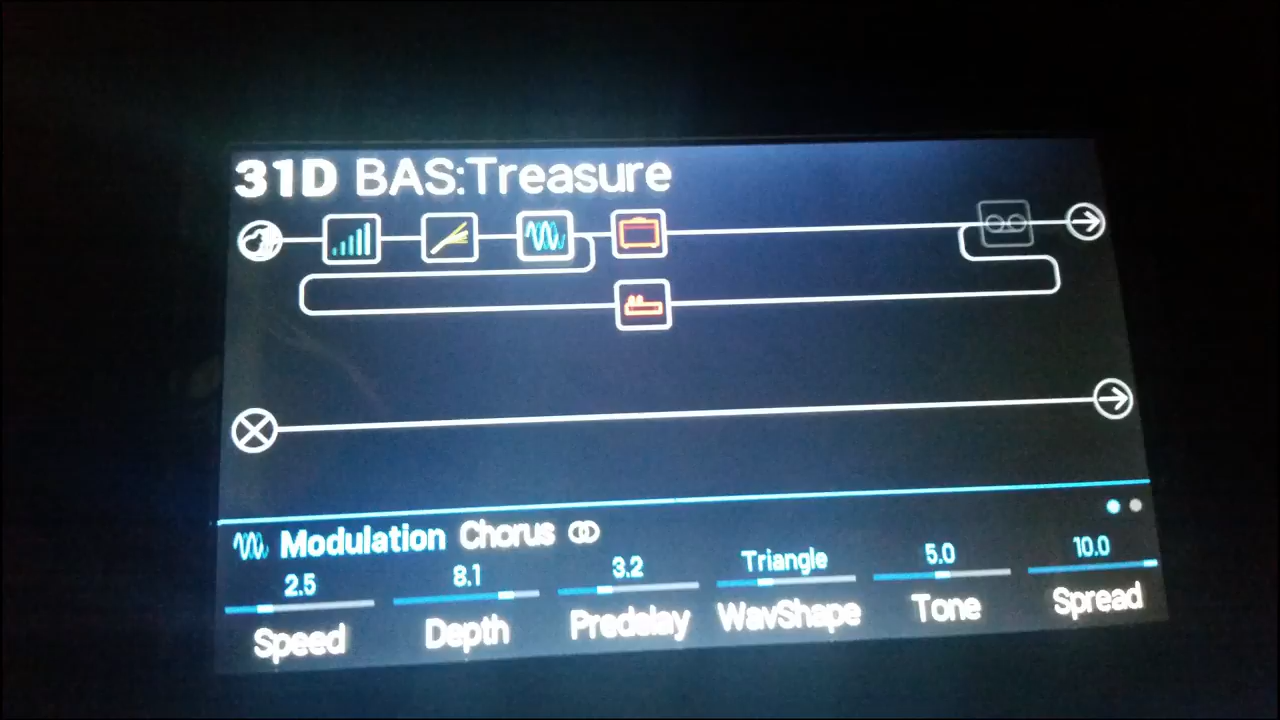 31D BAS:Treasure
Modulation Chorus
2.5 8.1 3.2 Triangle 5.0 10.0
Speed Depth Predelay WavShape Tone Spread